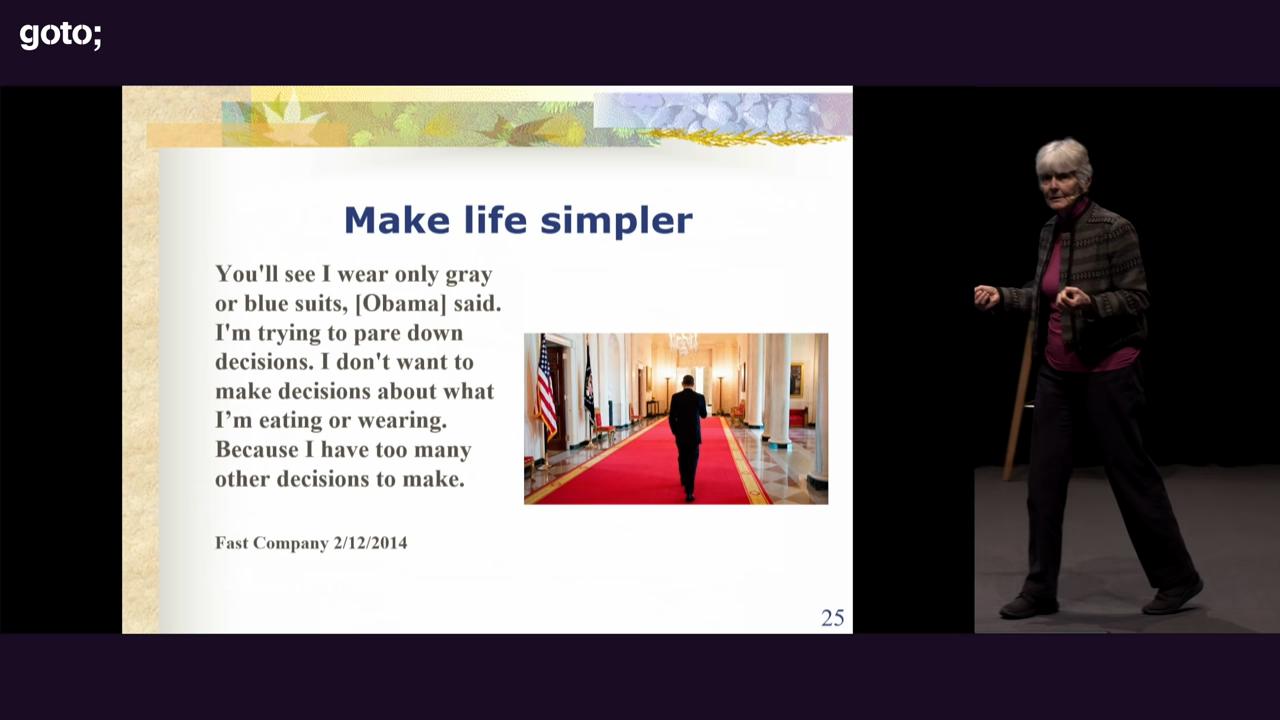 goto;
Make life simpler
You'll see I wear only gray
or blue suits, [Obama] said.
I'm trying to pare down
decisions. I don't want to
make decisions about what
I’m eating or wearing.
Because I have too many
other decisions to make.
Fast Company 2/12/2014
25